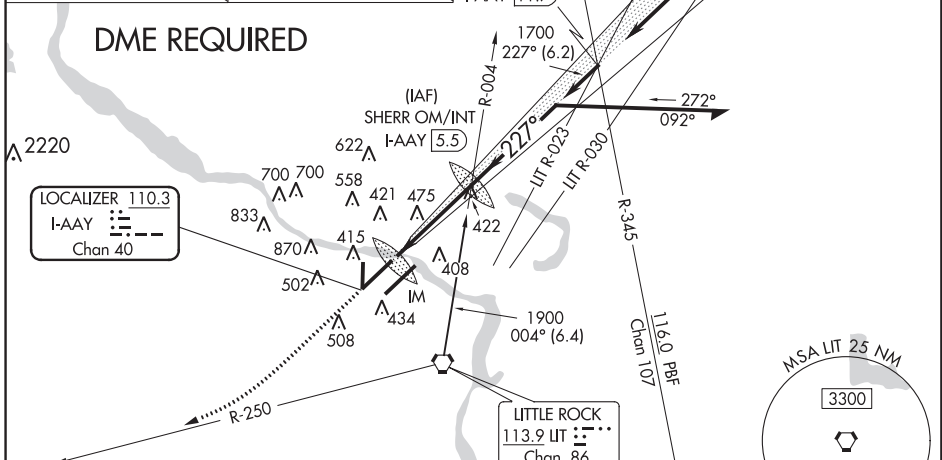 DME REQUIRED
1700
227° (6.2)
R-004
272°
092°
(IAF)
SHERR OM/INT
I-AAY 5.5
227°
LIT R-023
LIT R-030
2220
622
700 700
558
421
475
LOCALIZER 110.3
I-AAY
Chan 40
833
870
415
422
408
502
IM
434
508
1900
004° (6.4)
R-345
116.0 PBF
Chan 107
R-250
LITTLE ROCK
113.9 LIT
Chan 86
MSA LIT 25 NM
3300